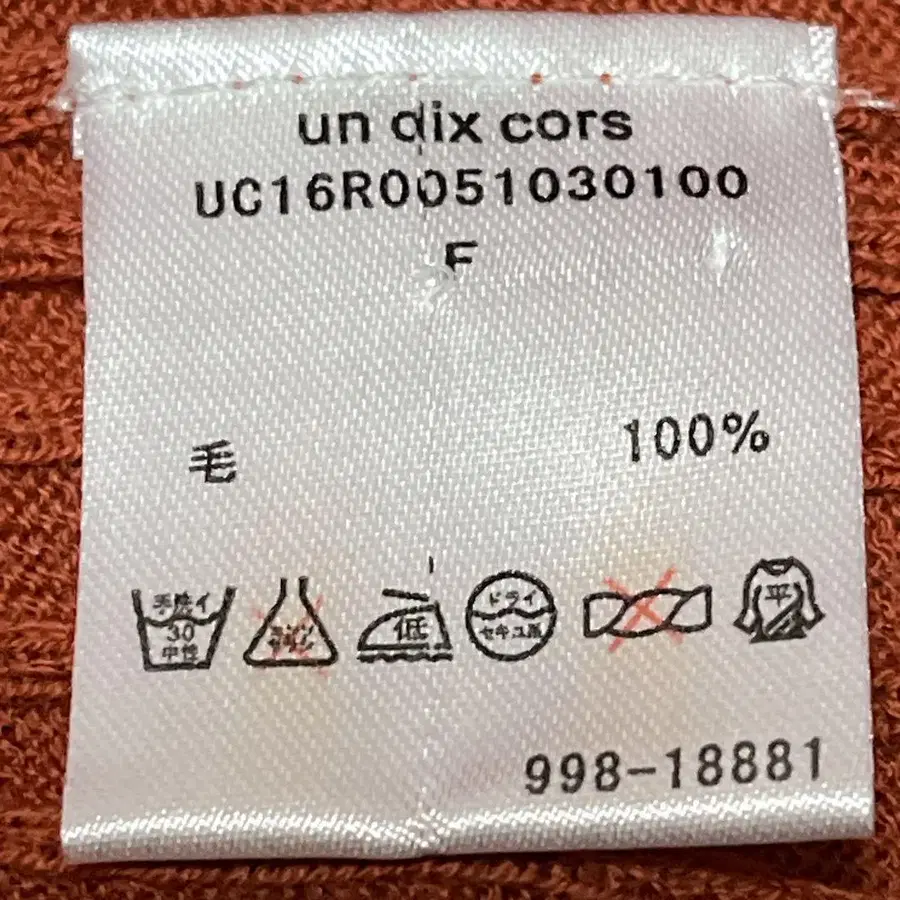 un dix cors
UC16R0051030100
F
毛 100%
手洗イ 30 中性 低 ドライ セキユ系 平
998-18881